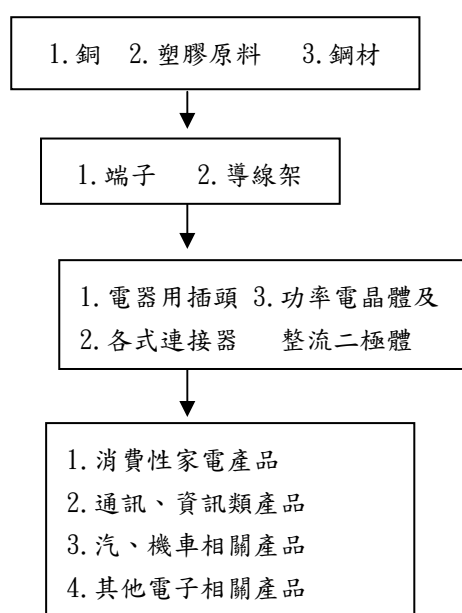 1.銅 2.塑膠原料 3.鋼材
1.端子 2.導線架
1.電器用插頭 3.功率電晶體及
2.各式連接器 整流二極體
1.消費性家電產品
2.通訊、資訊類產品
3.汽、機車相關產品
4.其他電子相關產品